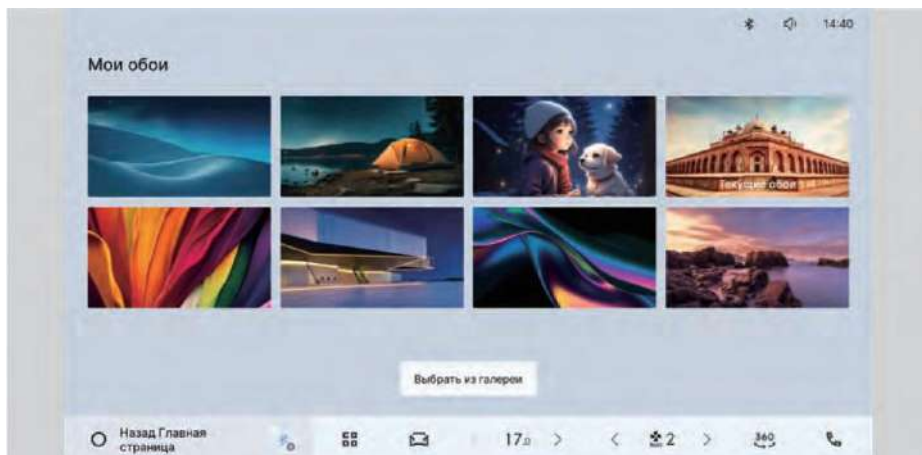 14:40
Мои обои
Текущие обои
Выбрать из галереи
Назад Главная
страница
17.0
2
360